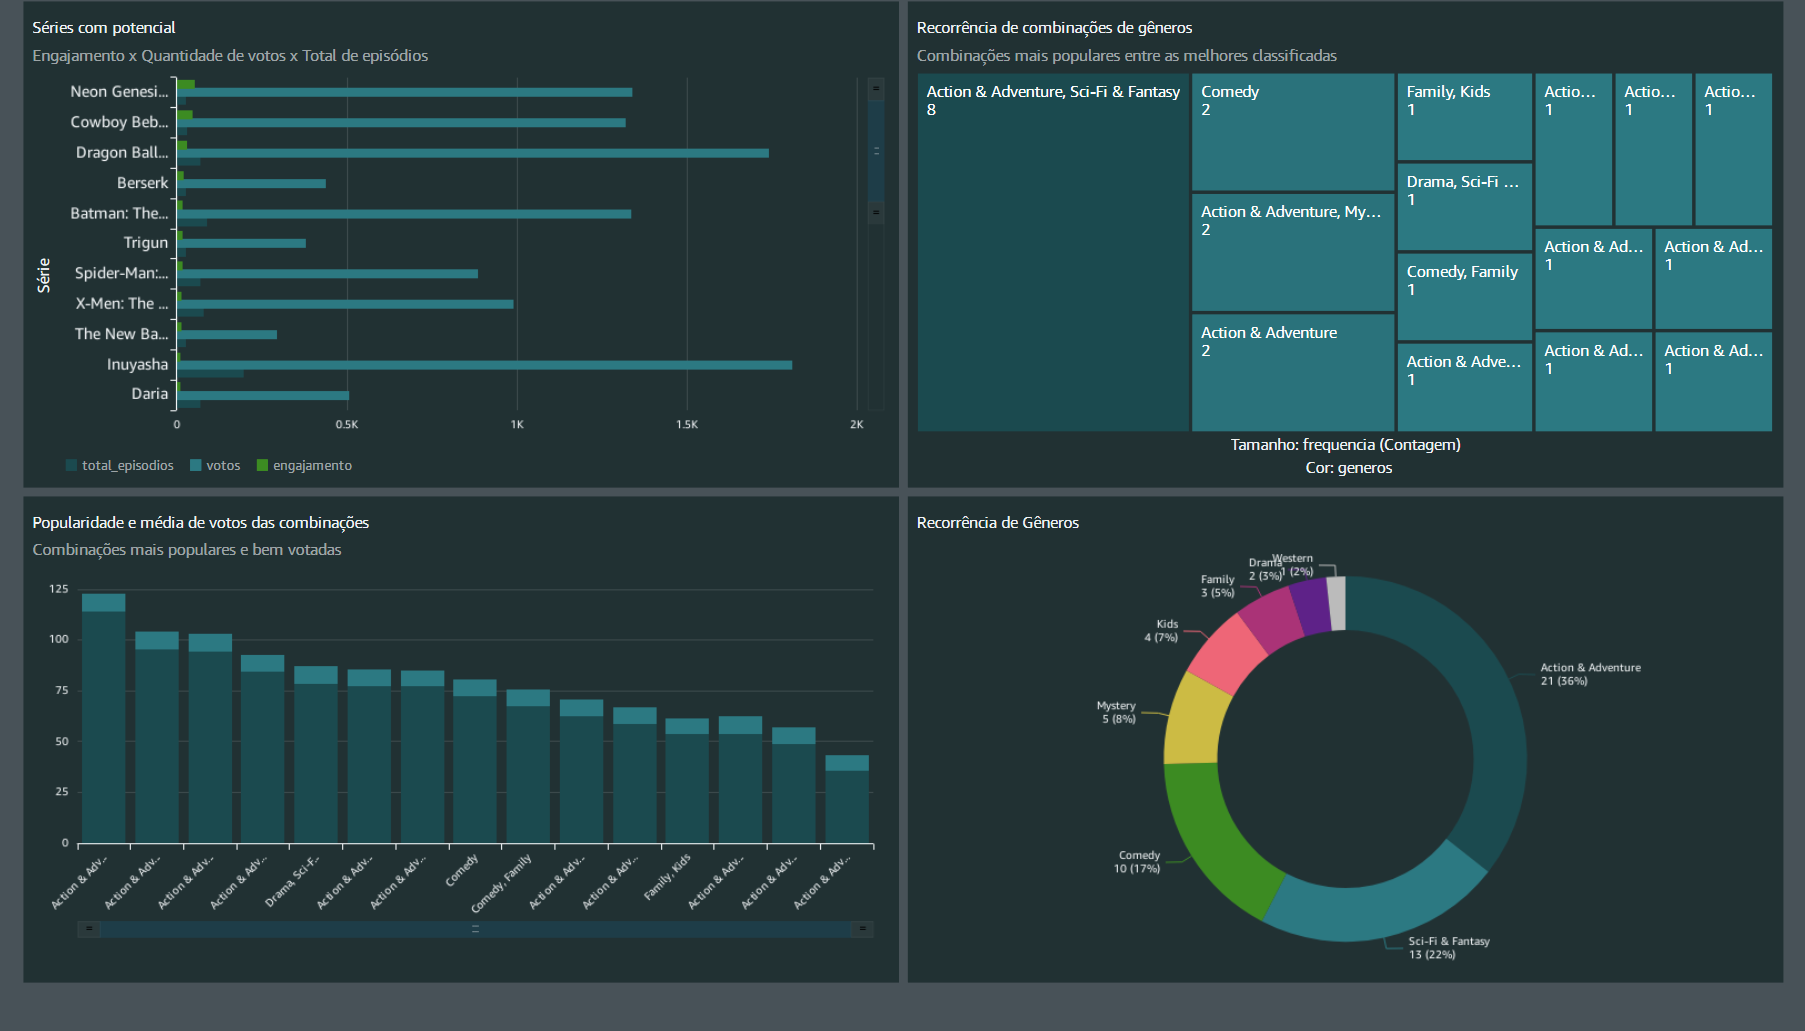 Séries com potencial
Engajamento x Quantidade de votos x Total de episódios
Série
Neon Genesi...
Cowboy Beb...
Dragon Ball...
Berserk
Batman: The...
Trigun
Spider-Man:...
X-Men: The ...
The New Ba...
Inuyasha
Daria
0
0.5K
1K
1.5K
2K
total_episodios
votos
engajamento
Recorrência de combinações de gêneros
Combinações mais populares entre as melhores classificadas
Action & Adventure, Sci-Fi & Fantasy
8
Comedy
2
Action & Adventure, My...
2
Action & Adventure
2
Family, Kids
1
Drama, Sci-Fi ...
1
Comedy, Family
1
Action & Adve...
1
Actio...
1
Actio...
1
Actio...
1
Action & Ad...
1
Action & Ad...
1
Action & Ad...
1
Action & Ad...
1
Tamanho: frequencia (Contagem)
Cor: generos
Popularidade e média de votos das combinações
Combinações mais populares e bem votadas
125
100
75
50
25
0
Action & Adv...
Action & Adv...
Action & Adv...
Action & Adv...
Drama, Sci-F...
Action & Adv...
Action & Adv...
Comedy
Comedy, Family
Action & Adv...
Action & Adv...
Family, Kids
Action & Adv...
Action & Adv...
Action & Adv...
Recorrência de Gêneros
Western
1 (2%)
Drama
2 (3%)
Family
3 (5%)
Kids
4 (7%)
Mystery
5 (8%)
Comedy
10 (17%)
Sci-Fi & Fantasy
13 (22%)
Action & Adventure
21 (36%)